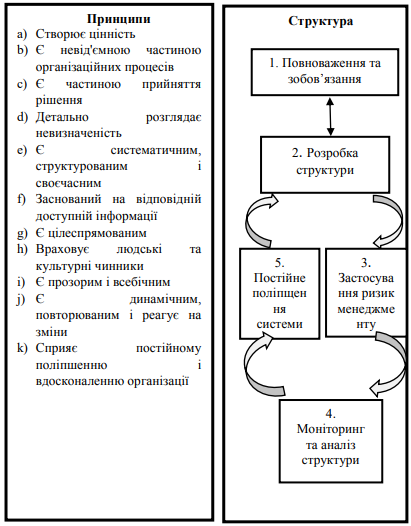 Принципи
a) Створює цінність
b) Є невід'ємною частиною
організаційних процесів
c) Є частиною прийняття
рішення
d) Детально розглядає
невизначеність
e) Є систематичним,
структурованим і
своєчасним
f) Заснований на відповідній
доступній інформації
g) Є цілеспрямованим
h) Враховує людські та
культурні чинники
i) Є прозорим і всебічним
j) Є динамічним,
повторюваним і реагує на
зміни
k) Сприяє постійному
поліпшенню і
вдосконаленню організації
Структура
1. Повноваження та
зобов’язання
2. Розробка
структури
5.
Постійне
поліпщен
ня
системи
3.
Застосува
ння ризик
менеджме
нту
4.
Моніторинг
та аналіз
структури